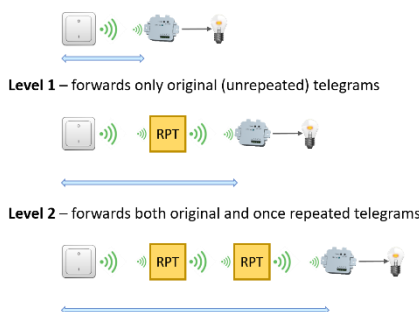 Level 1 – forwards only original (unrepeated) telegrams
RPT
Level 2 – forwards both original and once repeated telegrams
RPT RPT